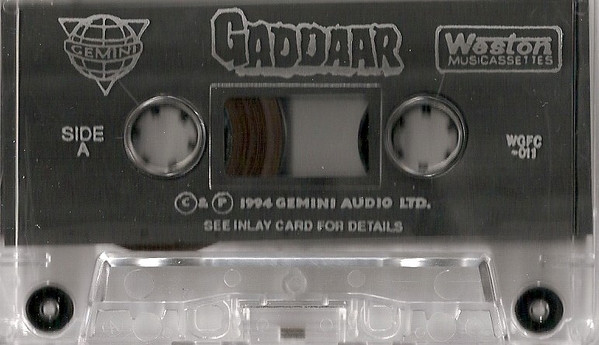 GEMINI
GADDAAR
Weston
MUSICASSETTES
SIDE
A
WGFC
-011
© & ℗ 1994 GEMINI AUDIO LTD.
SEE INLAY CARD FOR DETAILS